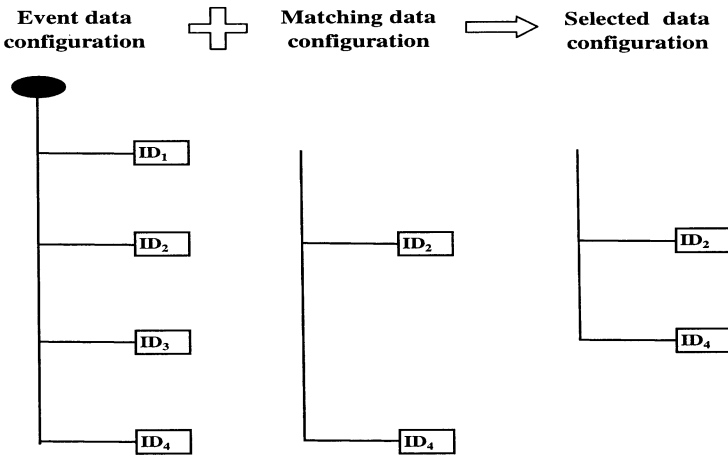 Event data
configuration
Matching data
configuration
Selected data
configuration
ID₁
ID₂
ID₃
ID₄
ID₂
ID₄
ID₂
ID₄